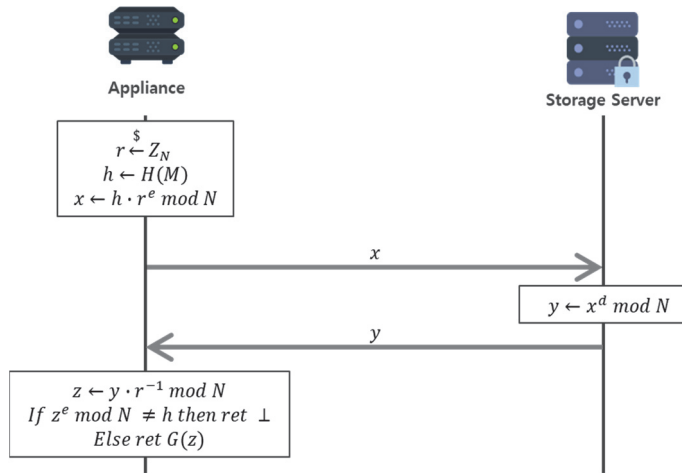 Appliance
Storage Server
r $← Z_N
h ← H(M)
x ← h · r^e mod N
x
y ← x^d mod N
y
z ← y · r^{-1} mod N
If z^e mod N ≠ h then ret ⊥
Else ret G(z)